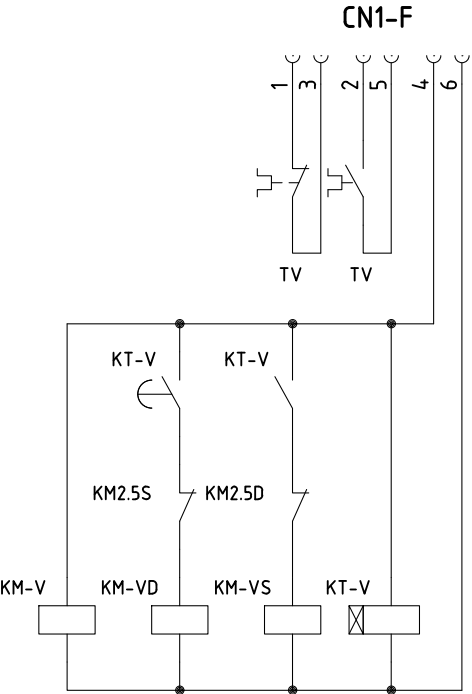 CN1-F
1 3 2 5 4 6
TV TV
KT-V KT-V
KM2.5S KM2.5D
KM-V KM-VD KM-VS KT-V